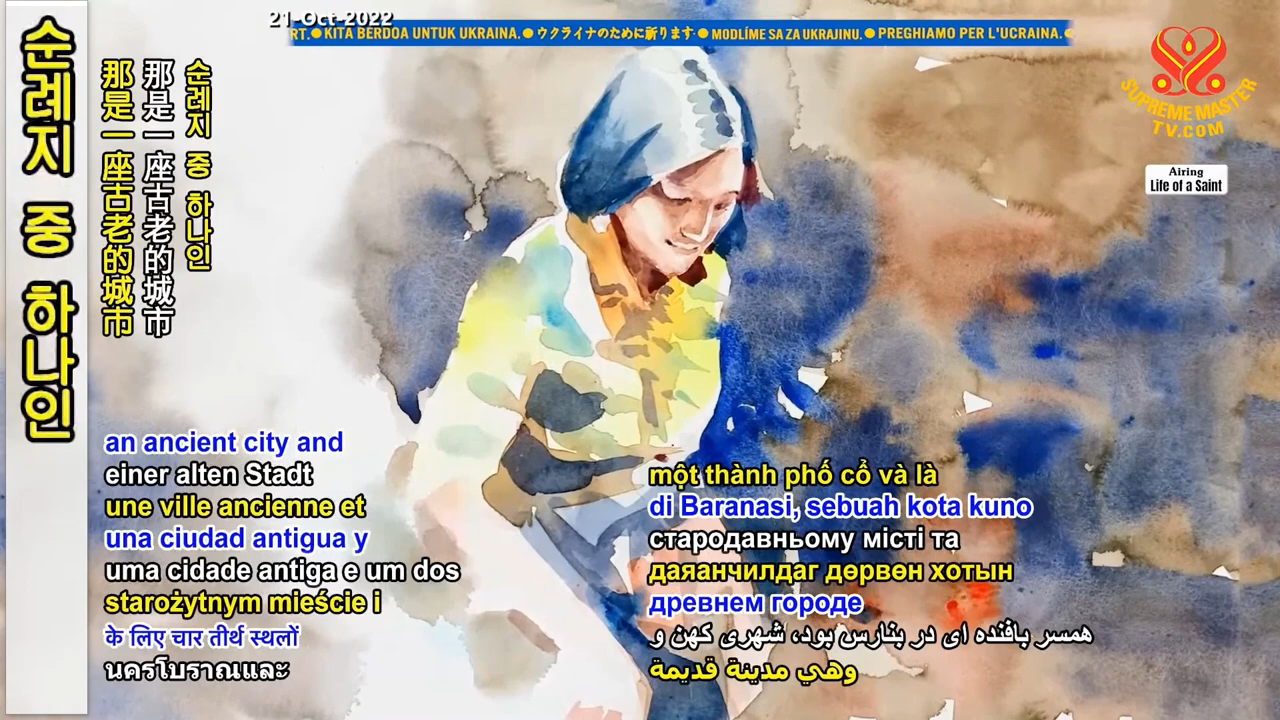 21-Oct-2022
RT.● KITA BERDOA UNTUK UKRAINA.● ウクライナのために祈ります● MODLÍME SA ZA UKRAJINU.● PREGHIAMO PER L'UCRAINA.●
SUPREME MASTER
TV.COM
Airing
Life of a Saint
순례지 중 하나인
那是一座古老的城市
那是一座古老的城市
순례지 중 하나인
an ancient city and
einer alten Stadt
une ville ancienne et
una ciudad antigua y
uma cidade antiga e um dos
starożytnym mieście i
के लिए चार तीर्थ स्थलों
นครโบราณและ
một thành phố cổ và là
di Baranasi, sebuah kota kuno
стародавньому місті та
даяанчилдаг дөрвөн хотын
древнем городе
همسر بافنده ای در بنارس بود، شهری کهن و
وهي مدينة قديمة